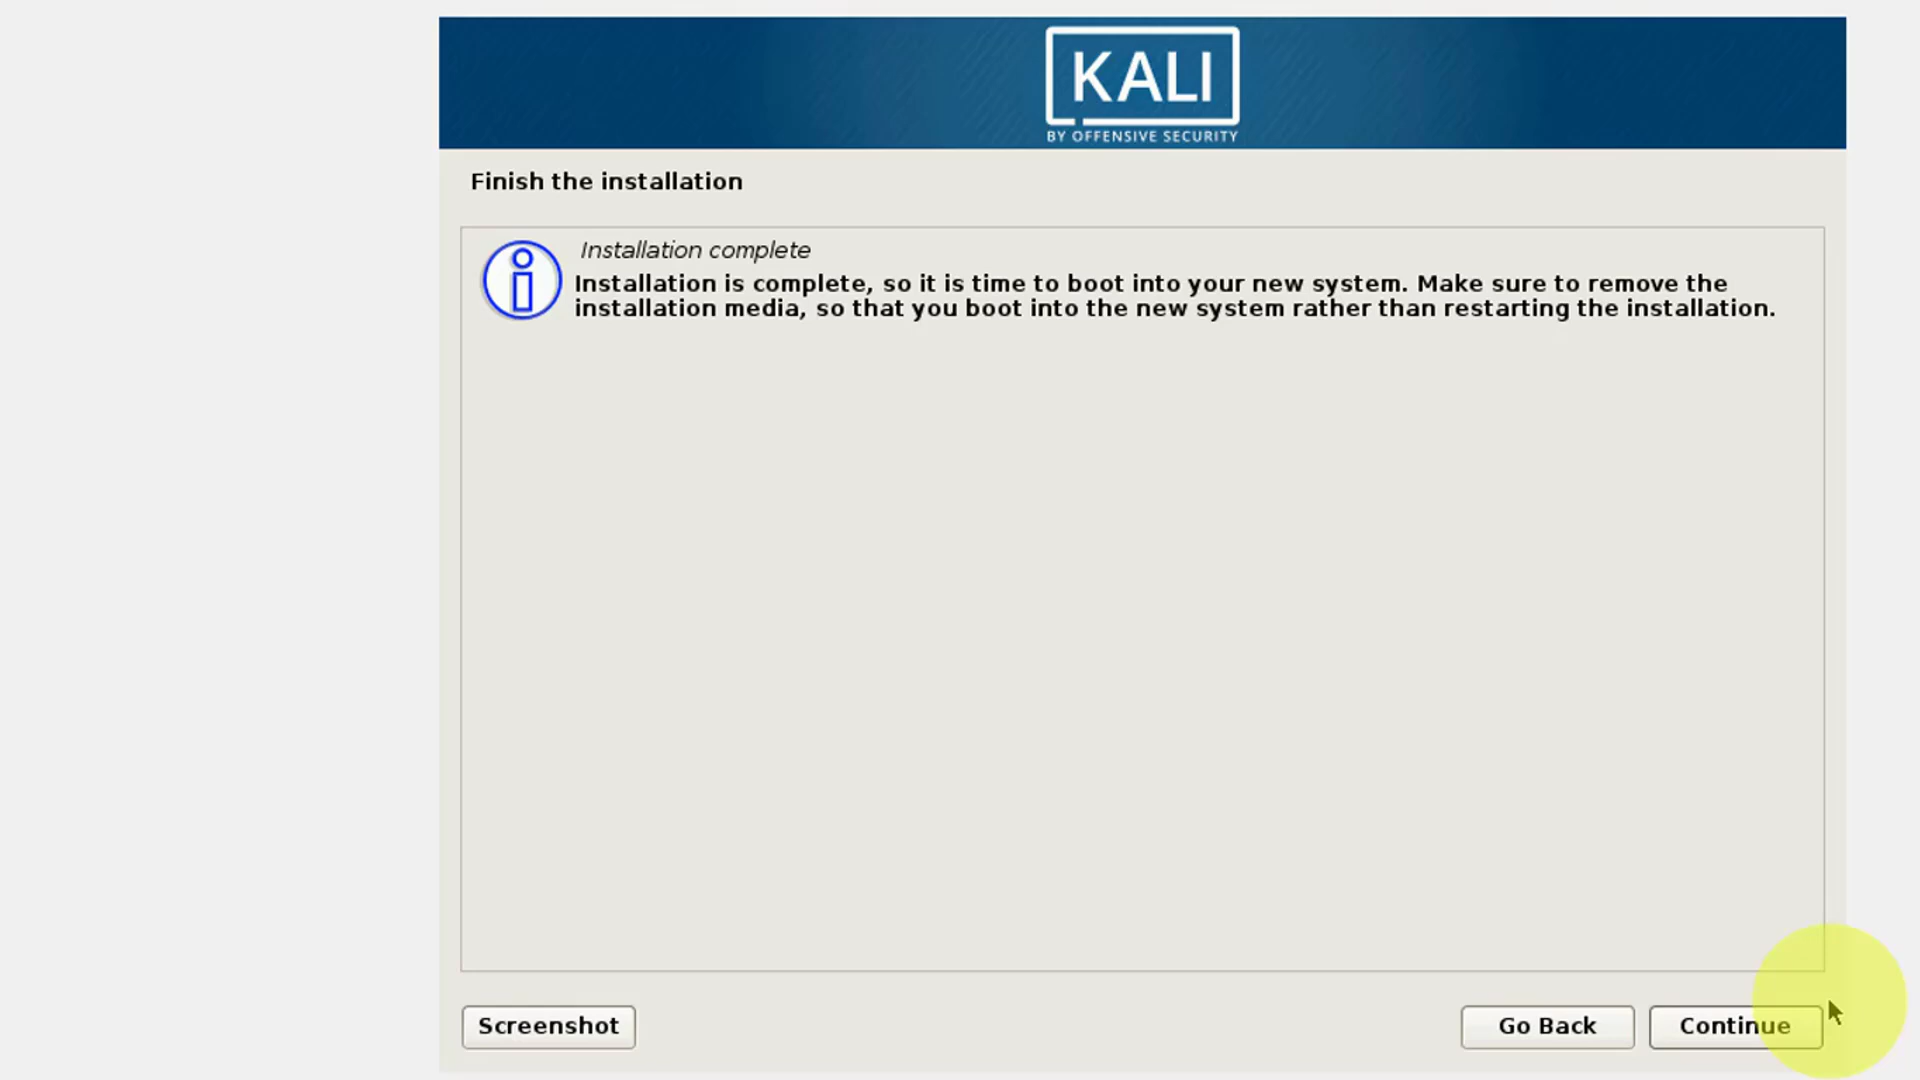 KALI
BY OFFENSIVE SECURITY
Finish the installation
Installation complete
Installation is complete, so it is time to boot into your new system. Make sure to remove the
installation media, so that you boot into the new system rather than restarting the installation.
Screenshot
Go Back
Continue